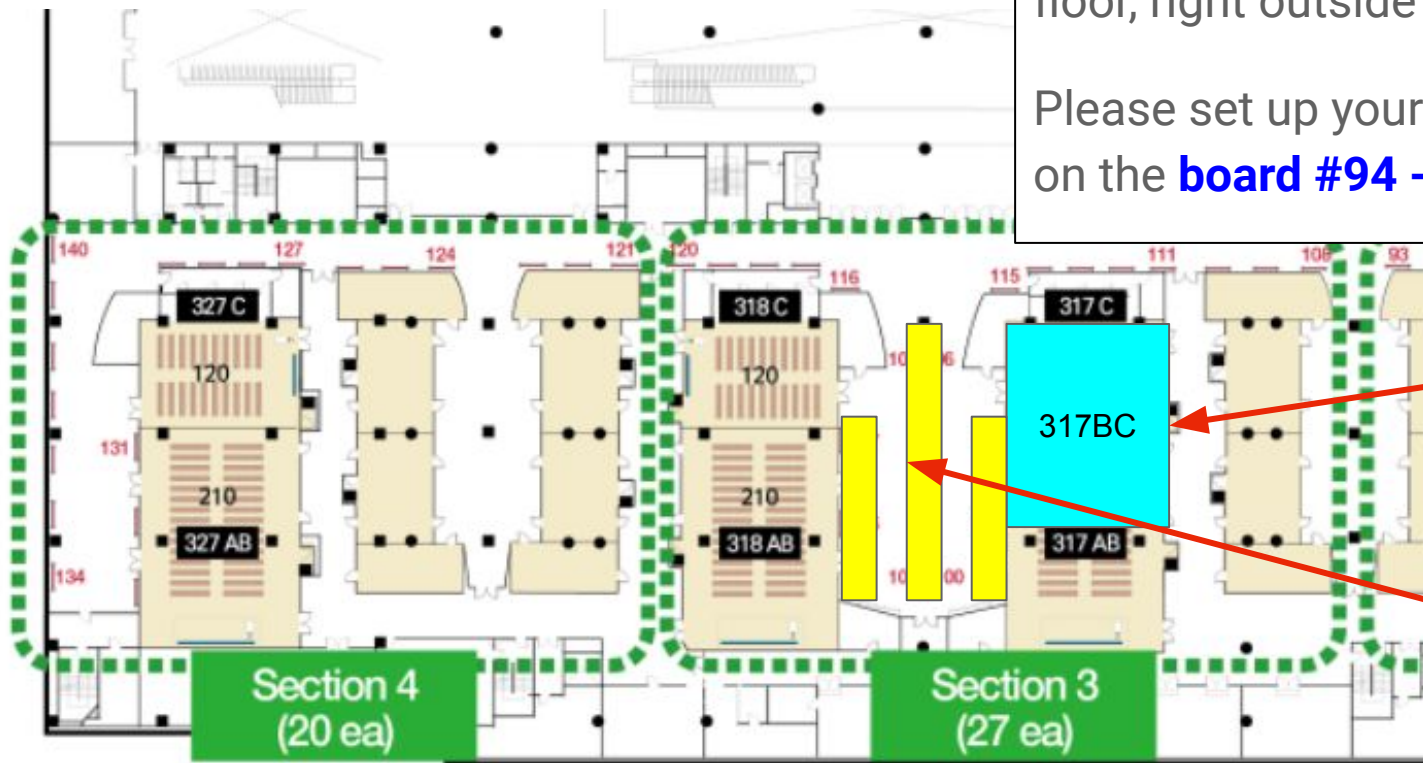 floor, right outside
Please set up your
on the board #94 -
140
127
124
121
120
116
115
111
108
93
327 C
318 C
317 C
120
120
317BC
131
210
210
327 AB
318 AB
317 AB
134
00
Section 4
(20 ea)
Section 3
(27 ea)